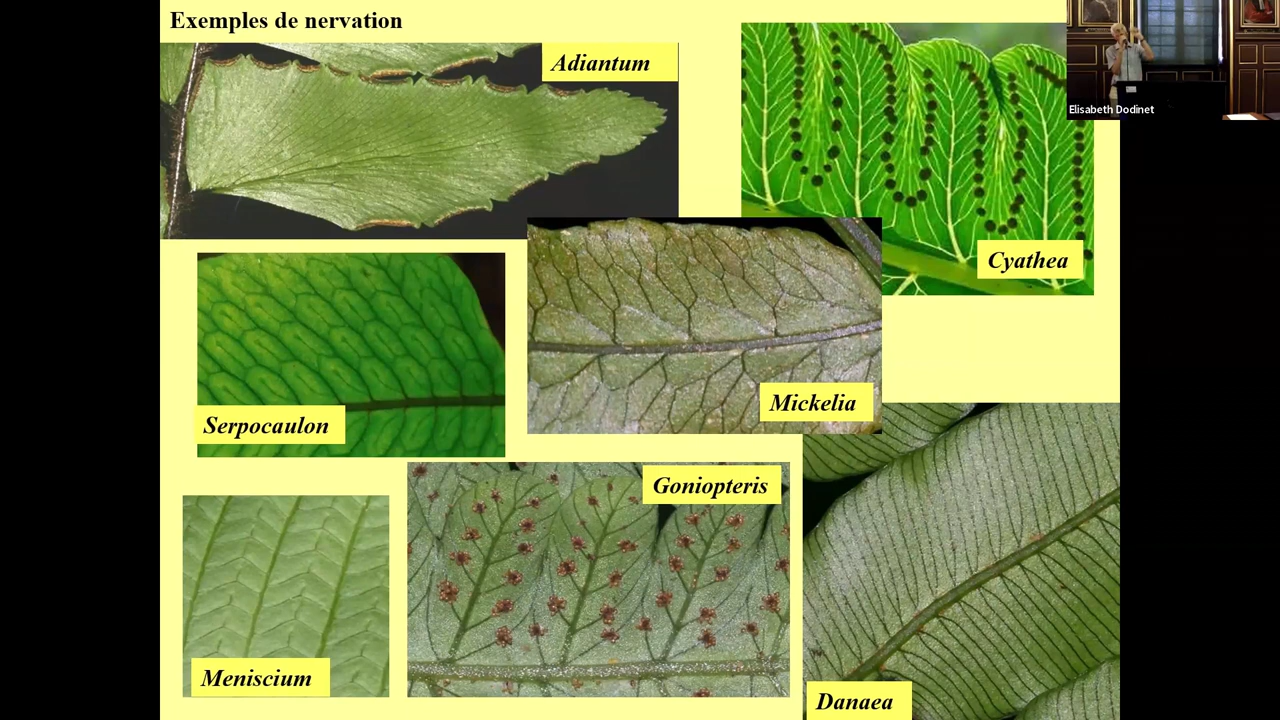 Exemples de nervation
Adiantum
Elisabeth Dodinet
Cyathea
Serpocaulon
Mickelia
Goniopteris
Meniscium
Danaea